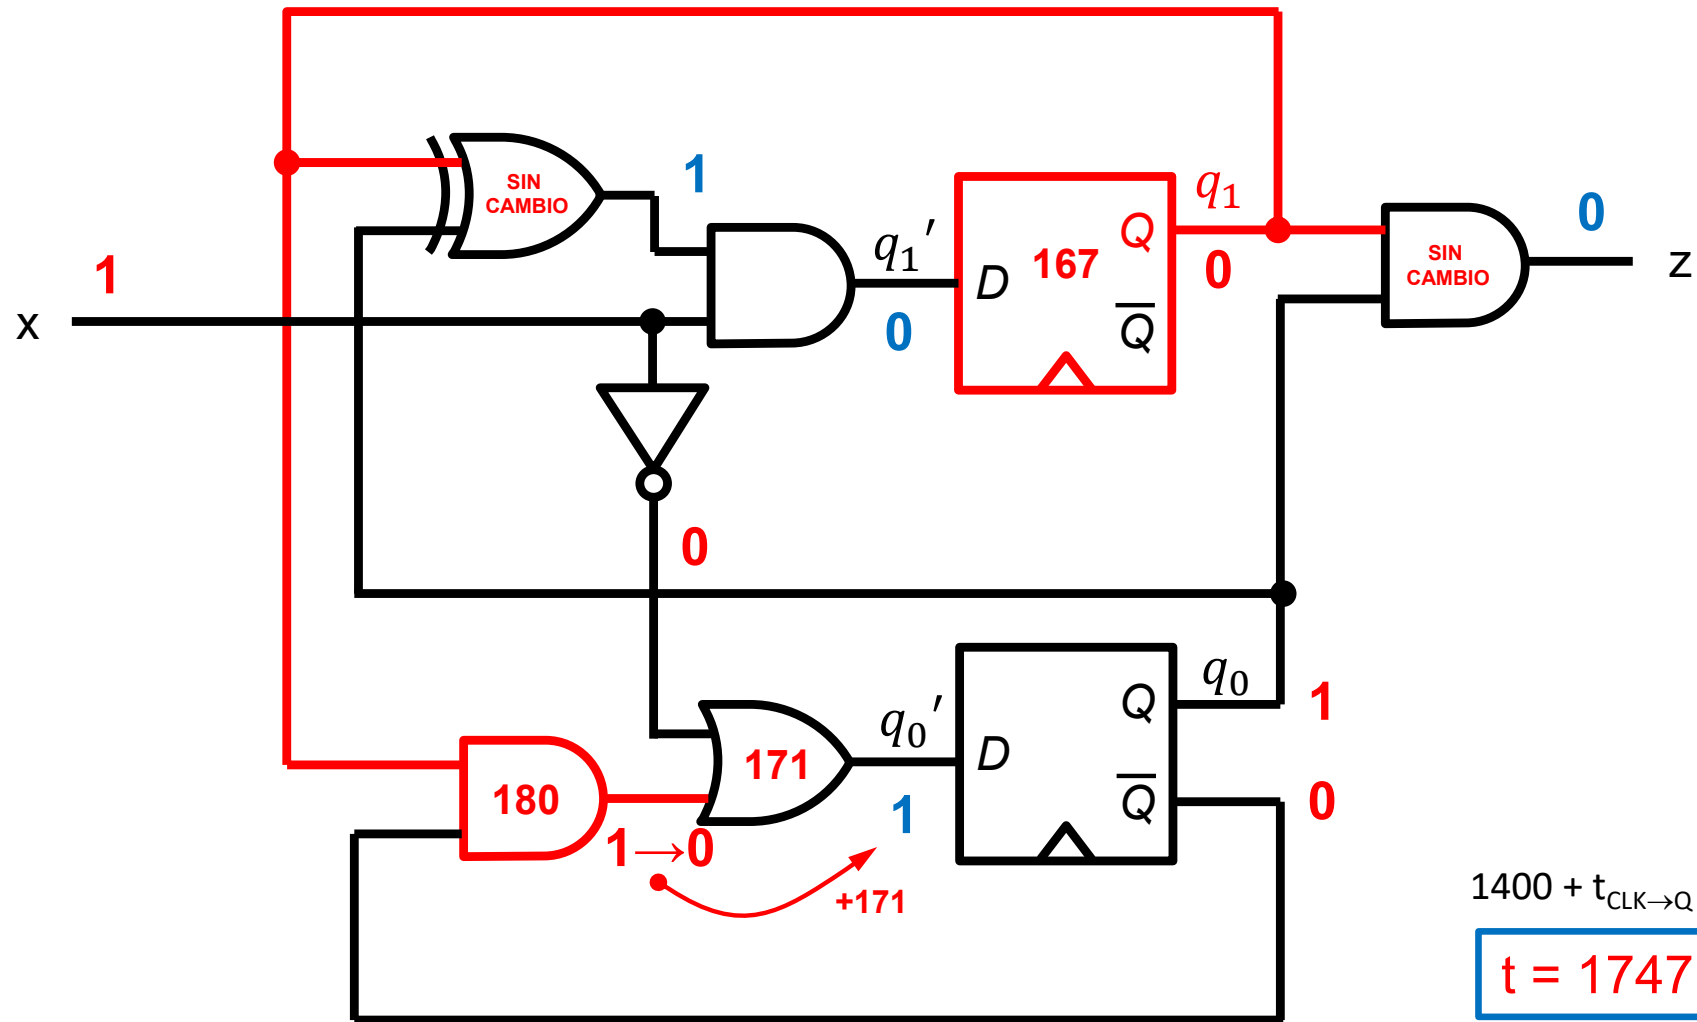 1
SIN
CAMBIO
q₁′
q₁
Q
D
167
Q̅
0
0
0
SIN
CAMBIO
z
1
x
0
q₀′
q₀
Q
1
D
171
Q̅
0
180
1
1→0
+171
1400 + t_CLK→Q
t = 1747